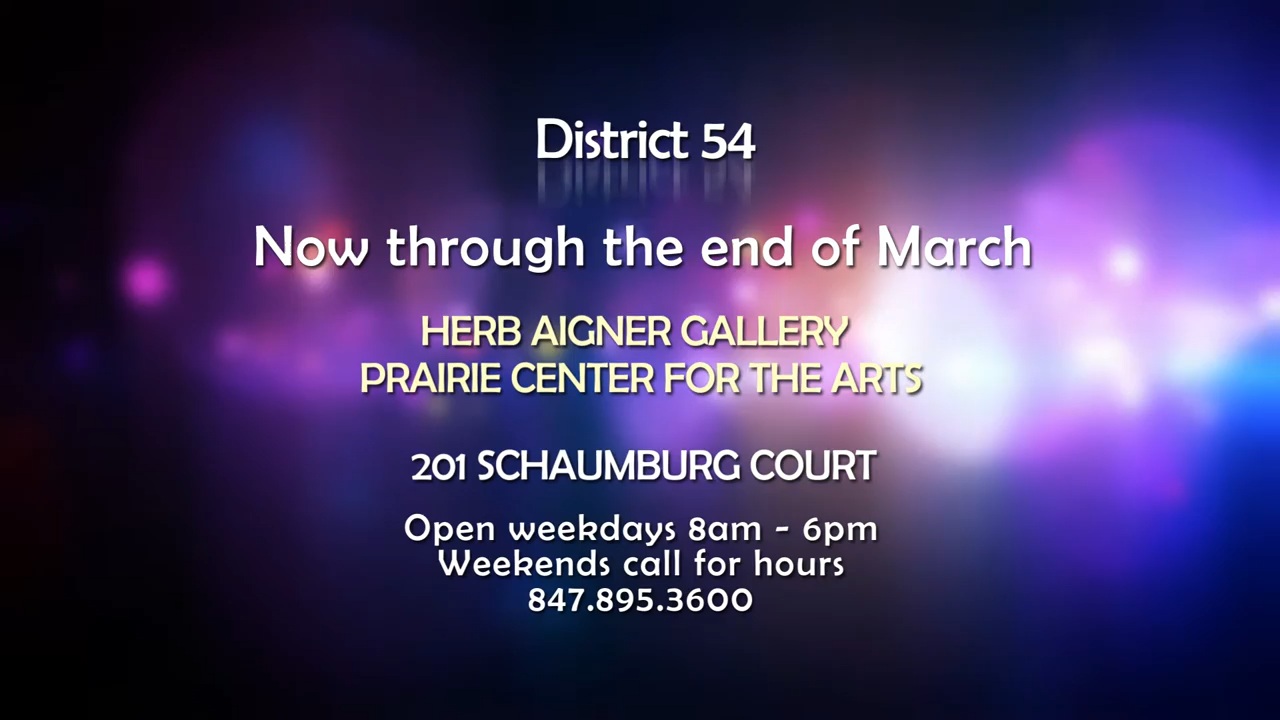 District 54
Now through the end of March
HERB AIGNER GALLERY
PRAIRIE CENTER FOR THE ARTS
201 SCHAUMBURG COURT
Open weekdays 8am - 6pm
Weekends call for hours
847.895.3600